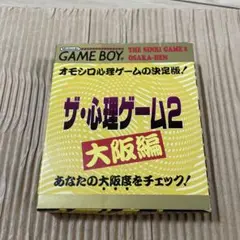 GAME BOY
THE SINRI GAME 2
OSAKA-HEN
オモシロ心理ゲームの決定版!
ザ・心理ゲーム2
大阪編
あなたの大阪度をチェック!